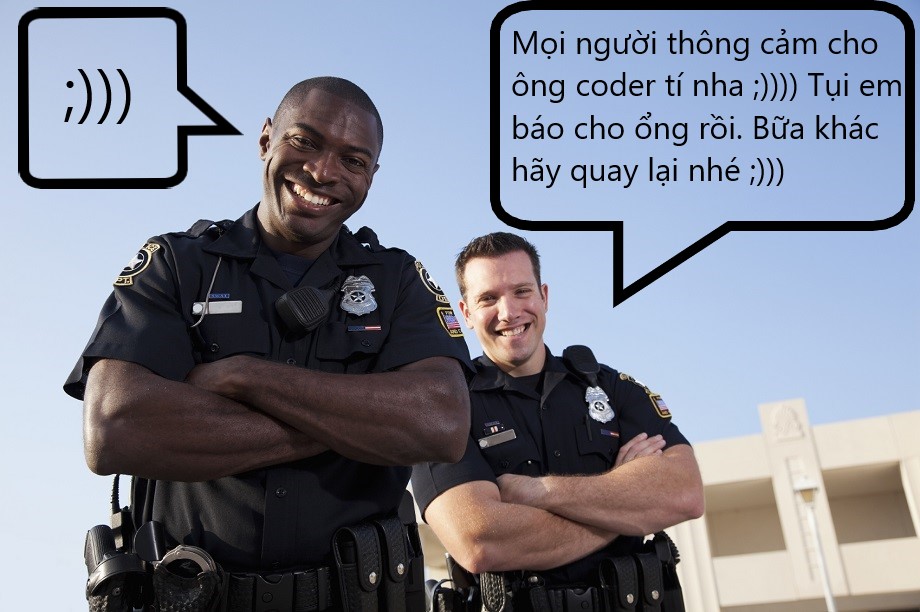 ;)))
Mọi người thông cảm cho
ông coder tí nha ;)))) Tụi em
báo cho ổng rồi. Bữa khác
hãy quay lại nhé ;)))